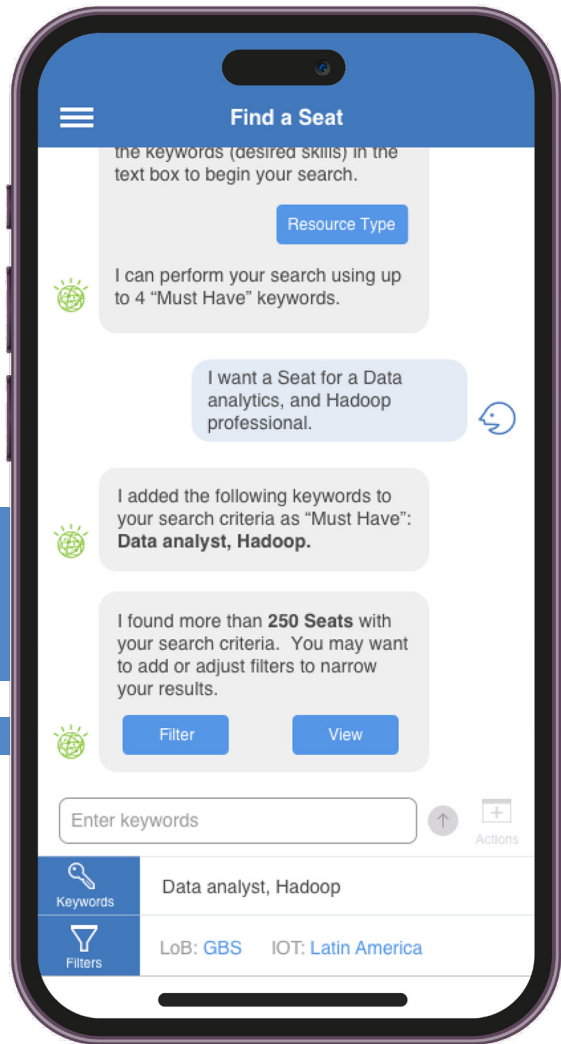 Find a Seat
the keywords (desired skills) in the
text box to begin your search.
Resource Type
I can perform your search using up
to 4 “Must Have” keywords.
I want a Seat for a Data
analytics, and Hadoop
professional.
I added the following keywords to
your search criteria as “Must Have”:
Data analyst, Hadoop.
I found more than 250 Seats with
your search criteria.  You may want
to add or adjust filters to narrow
your results.
Filter
View
Enter keywords
Actions
Keywords
Data analyst, Hadoop
Filters
LoB: GBS IOT: Latin America